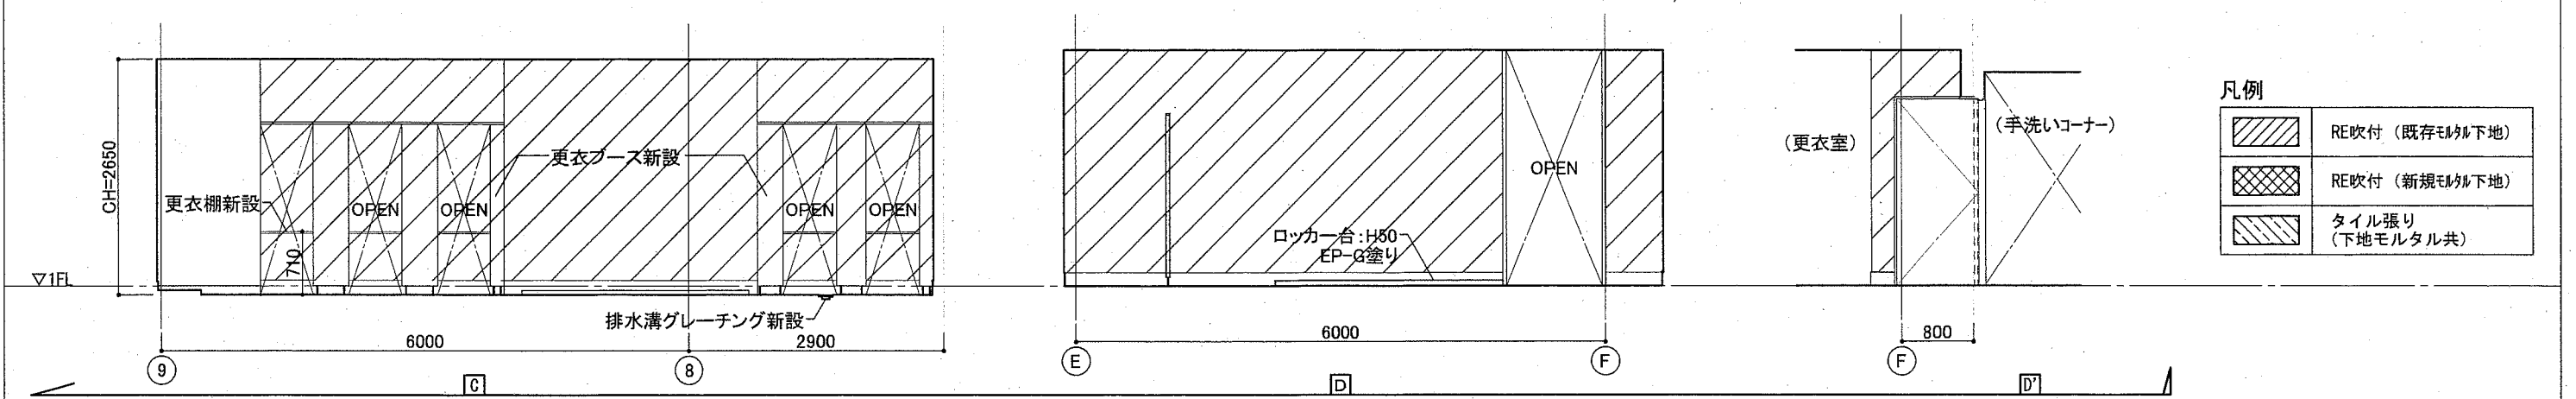 CH=2650
▽1FL
更衣棚新設
OPEN
OPEN
更衣ブース新設
OPEN
OPEN
710
排水溝グレーチング新設
6000
2900
9
8
C
OPEN
ロッカー台:H50
EP-G塗り
6000
E
F
D
(更衣室)
(手洗いコーナー)
800
F
D'
凡例
RE吹付 (既存モルタル下地)
RE吹付 (新規モルタル下地)
タイル張り
(下地モルタル共)